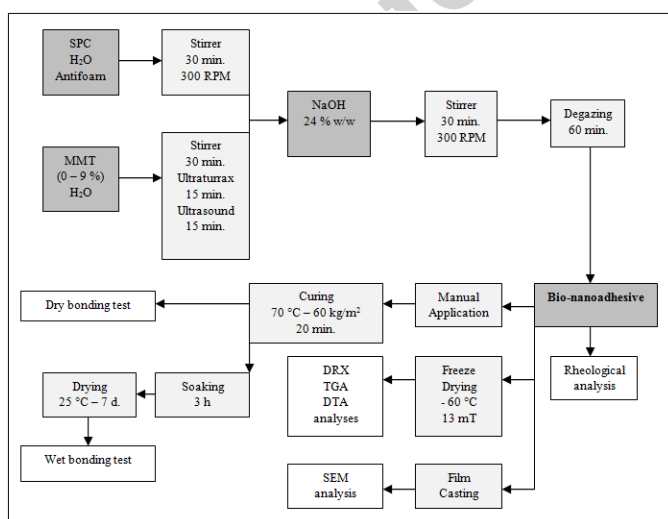 SPC
H₂O
Antifoam
Stirrer
30 min.
300 RPM
MMT
(0 – 9 %)
H₂O
Stirrer
30 min.
Ultraturrax
15 min.
Ultrasound
15 min.
NaOH
24 % w/w
Stirrer
30 min.
300 RPM
Degazing
60 min.
Dry bonding test
Curing
70 °C – 60 kg/m²
20 min.
Manual
Application
Bio-nanoadhesive
Rheological
analysis
Drying
25 °C – 7 d.
Soaking
3 h
DRX
TGA
DTA
analyses
Freeze
Drying
- 60 °C
13 mT
Wet bonding test
SEM
analysis
Film
Casting